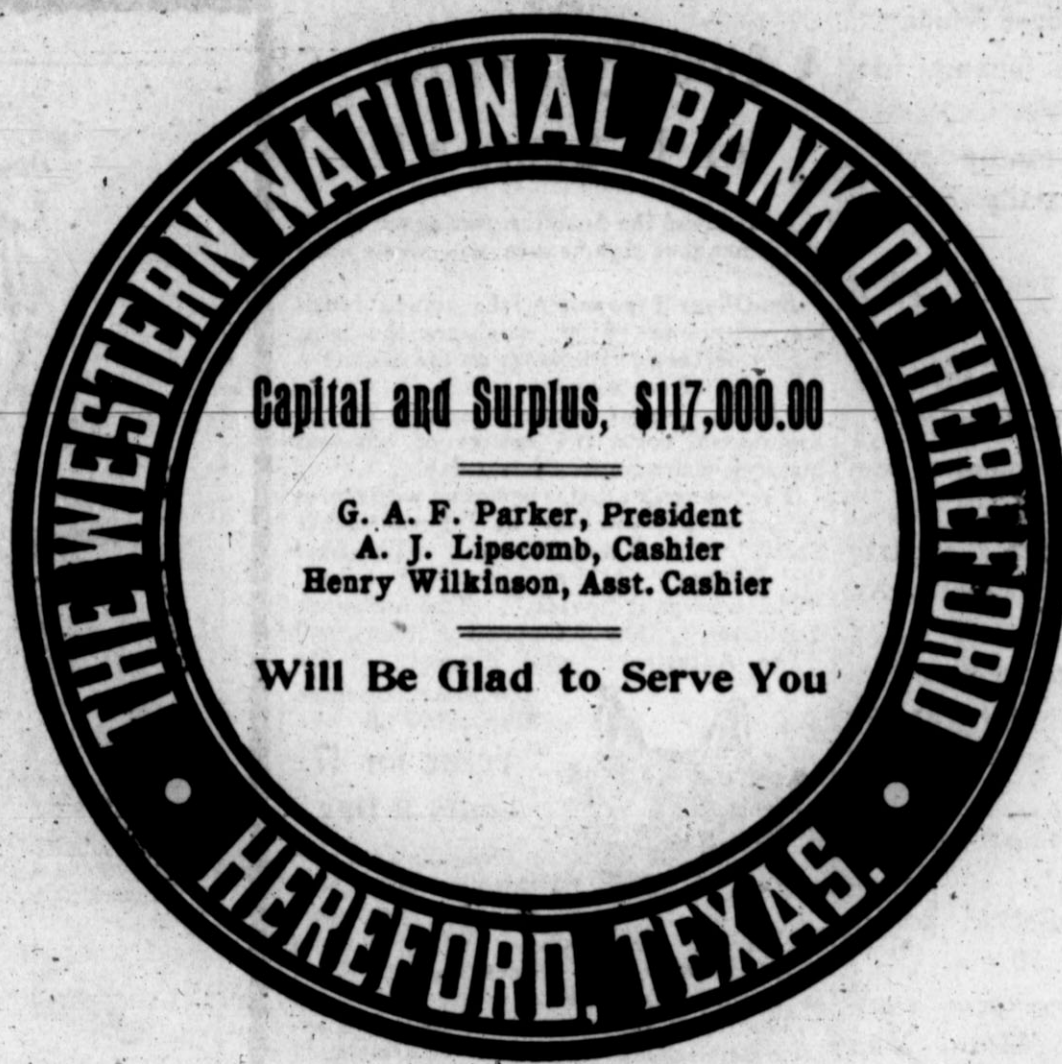 THE WESTERN NATIONAL BANK OF HEREFORD
Capital and Surplus, $117,000.00
G. A. F. Parker, President
A. J. Lipscomb, Cashier
Henry Wilkinson, Asst. Cashier
Will Be Glad to Serve You
HEREFORD, TEXAS.